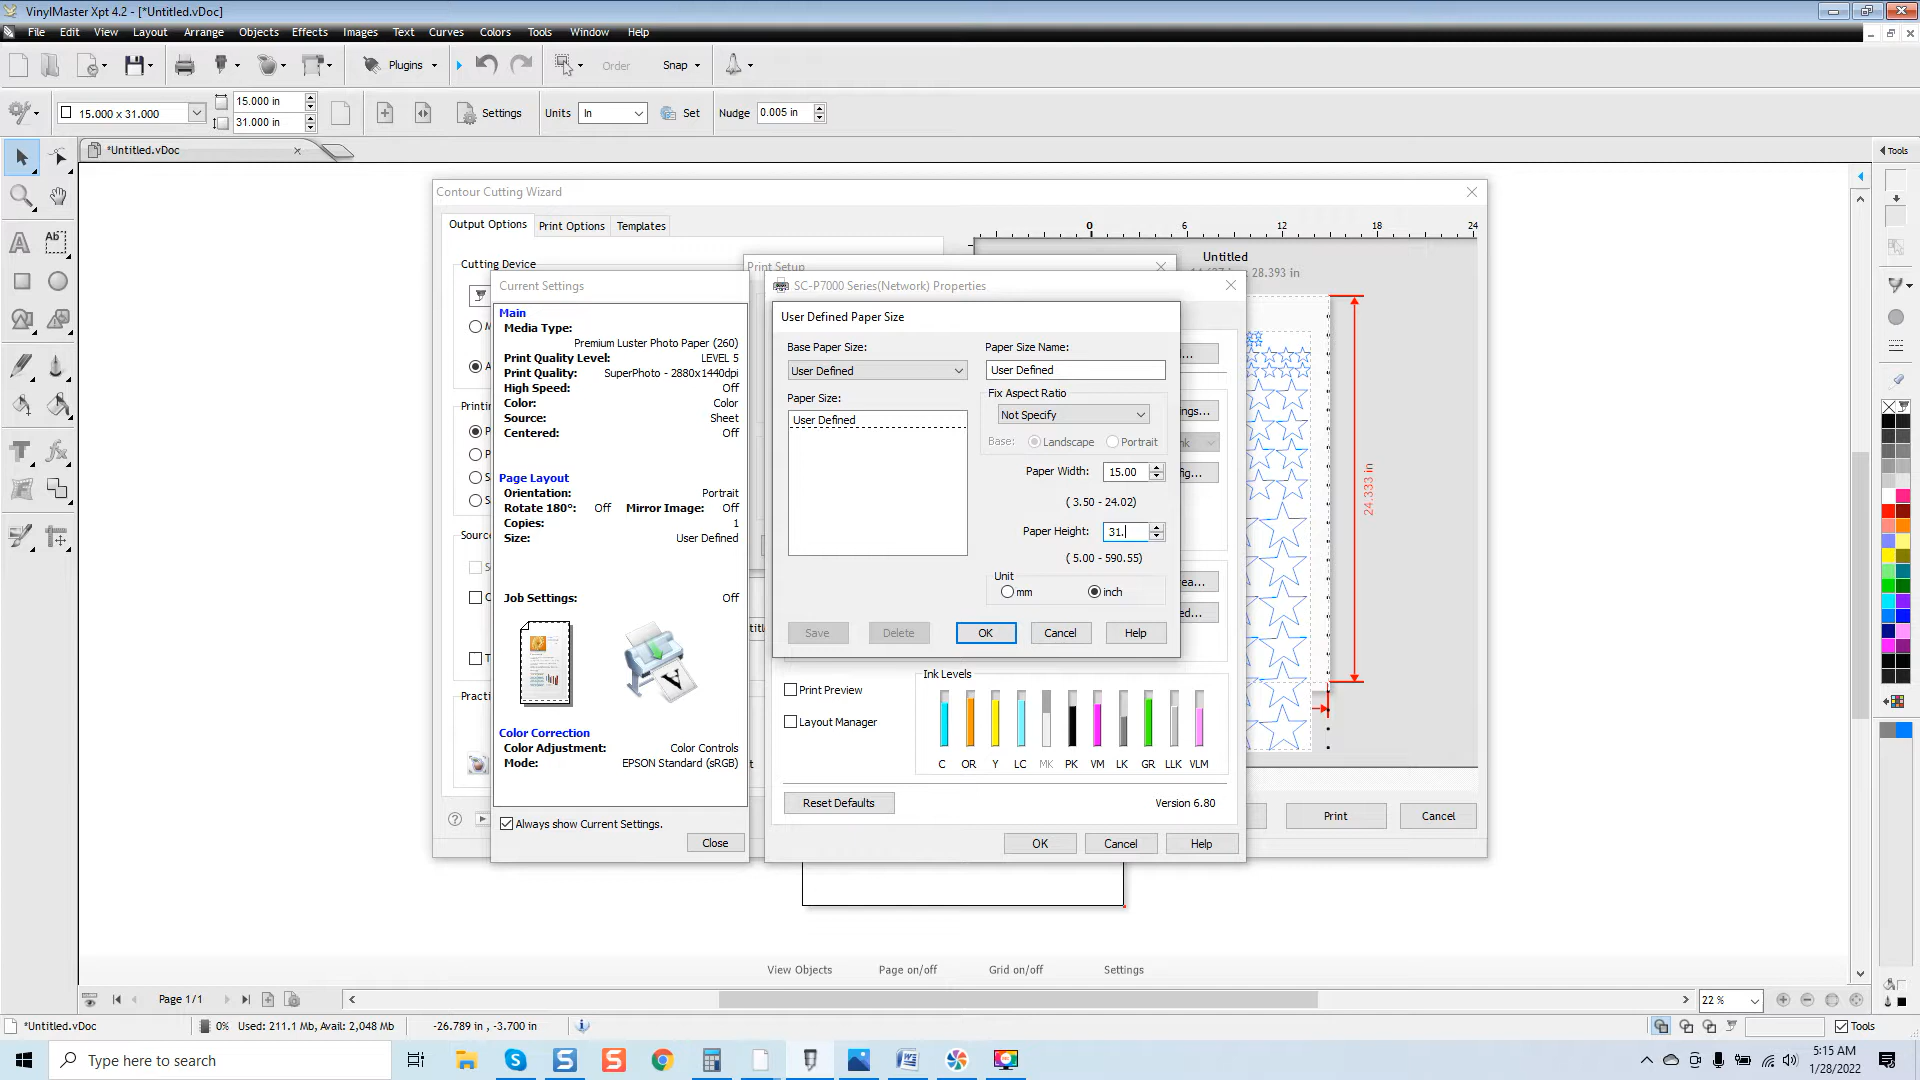 VinylMaster Xpt 4.2 - [*Untitled.vDoc]
File Edit View Layout Arrange Objects Effects Images Text Curves Colors Tools Window Help
Plugins Order Snap
15.000 x 31.000 15.000 in 31.000 in Settings Units In Set Nudge 0.005 in
*Untitled.vDoc
Tools
Contour Cutting Wizard
Output Options Print Options Templates
Cutting Device
0 6 12 18 24
Untitled
28.393 in
24.333 in
Print Setup
Current Settings
Main
Media Type:
Premium Luster Photo Paper (260)
Print Quality Level: LEVEL 5
Print Quality: SuperPhoto - 2880x1440dpi
High Speed: Off
Color: Color
Source: Sheet
Centered: Off
Page Layout
Orientation: Portrait
Rotate 180°: Off Mirror Image: Off
Copies: 1
Size: User Defined
Job Settings: Off
Color Correction
Color Adjustment: Color Controls
Mode: EPSON Standard (sRGB)
Always show Current Settings.
Close
SC-P7000 Series(Network) Properties
User Defined Paper Size
Base Paper Size:
User Defined
Paper Size:
User Defined
Paper Size Name:
User Defined
Fix Aspect Ratio
Not Specify
Base: Landscape Portrait
Paper Width: 15.00
( 3.50 - 24.02)
Paper Height: 31.
( 5.00 - 590.55)
Unit
mm inch
Save Delete OK Cancel Help
Print Preview
Layout Manager
Ink Levels
C OR Y LC MK PK VM LK GR LLK VLM
Reset Defaults Version 6.80
OK Cancel Help
Print Cancel
View Objects Page on/off Grid on/off Settings
Page 1/1
22 %
*Untitled.vDoc 0% Used: 211.1 Mb, Avail: 2,048 Mb -26.789 in , -3.700 in
Tools
Type here to search
5:15 AM
1/28/2022